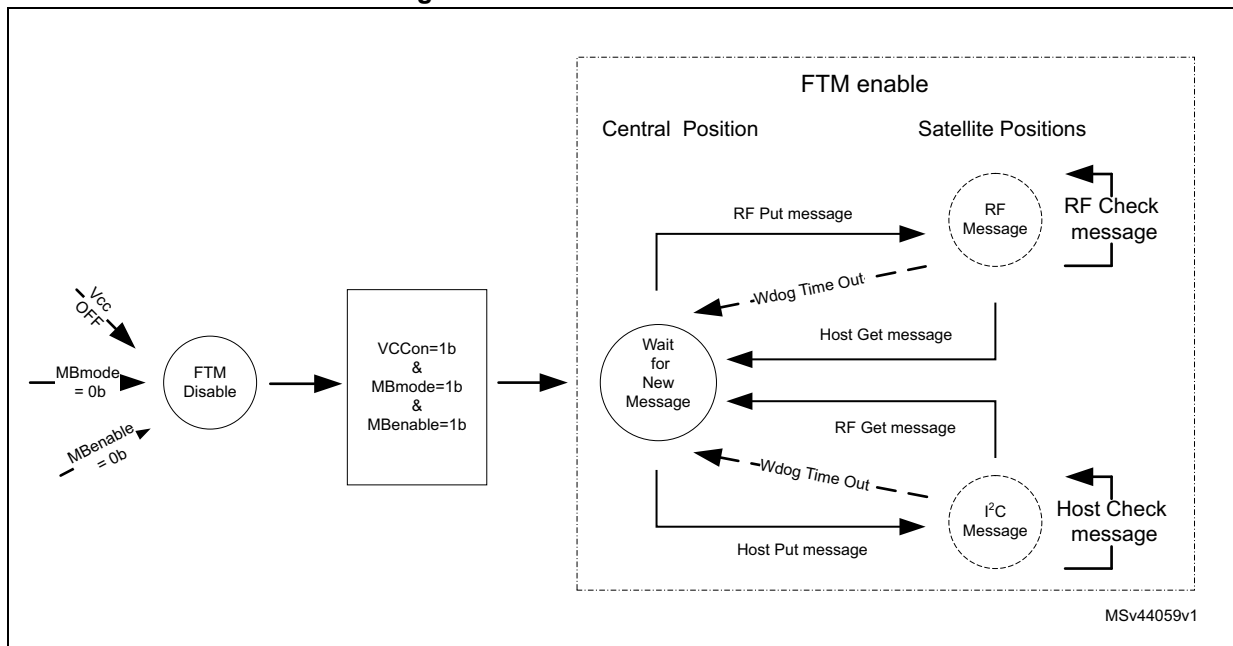 FTM enable
Central Position
Satellite Positions
RF Put message
RF
Message
RF Check
message
Wdog Time Out
Host Get message
Vcc
OFF
MBmode
= 0b
MBenable
= 0b
FTM
Disable
VCCon=1b
&
MBmode=1b
&
MBenable=1b
Wait
for
New
Message
RF Get message
Wdog Time Out
I²C
Message
Host Check
message
Host Put message
MSv44059v1